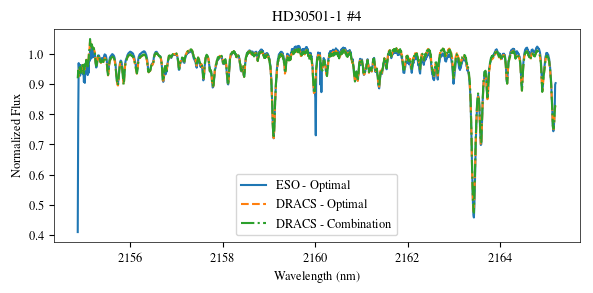 HD30501-1 #4
Normalized Flux
1.0
0.9
0.8
0.7
0.6
0.5
0.4
ESO - Optimal
DRACS - Optimal
DRACS - Combination
2156 2158 2160 2162 2164
Wavelength (nm)